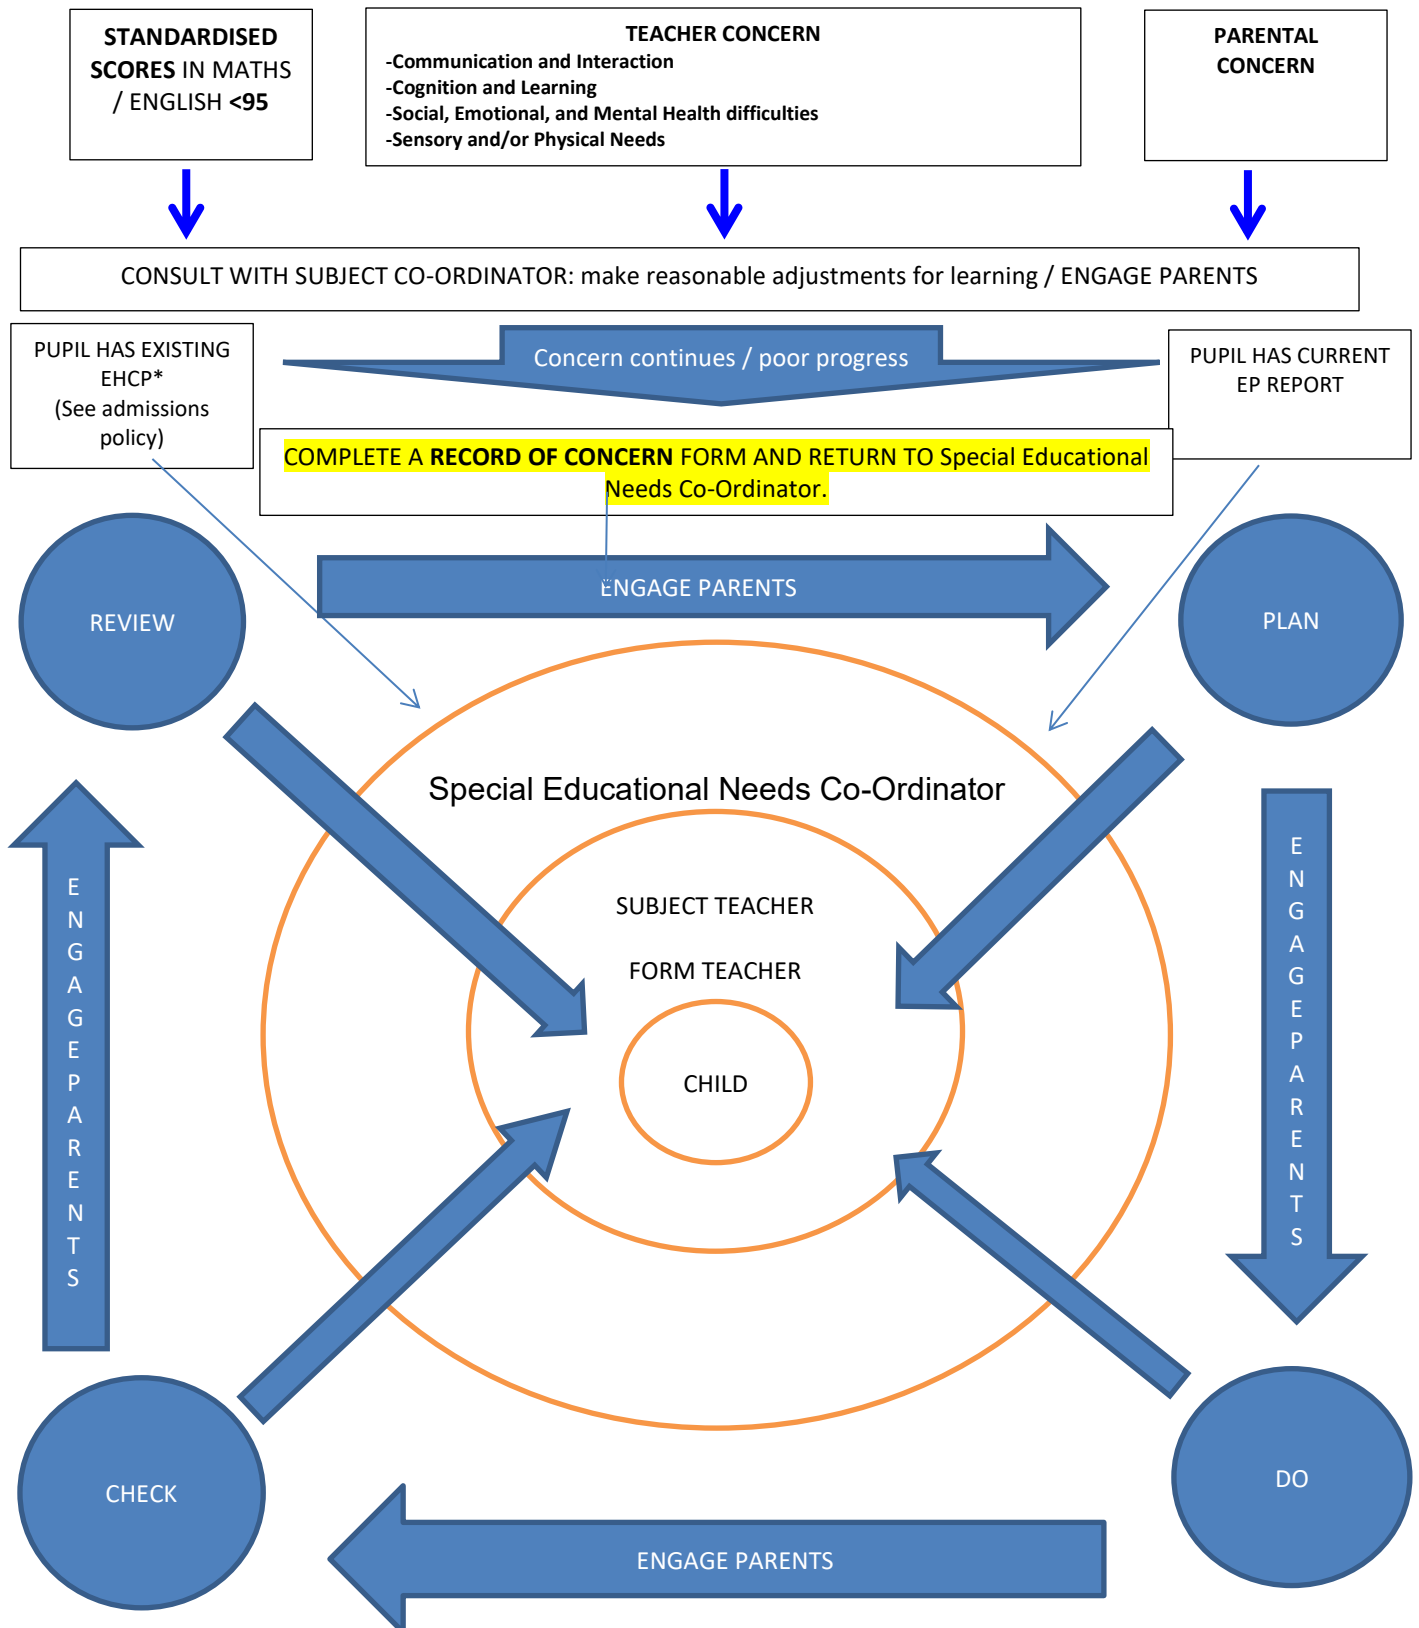 STANDARDISED
SCORES IN MATHS
/ ENGLISH <95
TEACHER CONCERN
-Communication and Interaction
-Cognition and Learning
-Social, Emotional, and Mental Health difficulties
-Sensory and/or Physical Needs
PARENTAL
CONCERN
CONSULT WITH SUBJECT CO-ORDINATOR: make reasonable adjustments for learning / ENGAGE PARENTS
PUPIL HAS EXISTING
EHCP*
(See admissions
policy)
Concern continues / poor progress
PUPIL HAS CURRENT
EP REPORT
COMPLETE A RECORD OF CONCERN FORM AND RETURN TO Special Educational
Needs Co-Ordinator.
REVIEW
ENGAGE PARENTS
PLAN
Special Educational Needs Co-Ordinator
SUBJECT TEACHER
FORM TEACHER
CHILD
E
N
G
A
G
E
P
A
R
E
N
T
S
E
N
G
A
G
E
P
A
R
E
N
T
S
CHECK
ENGAGE PARENTS
DO